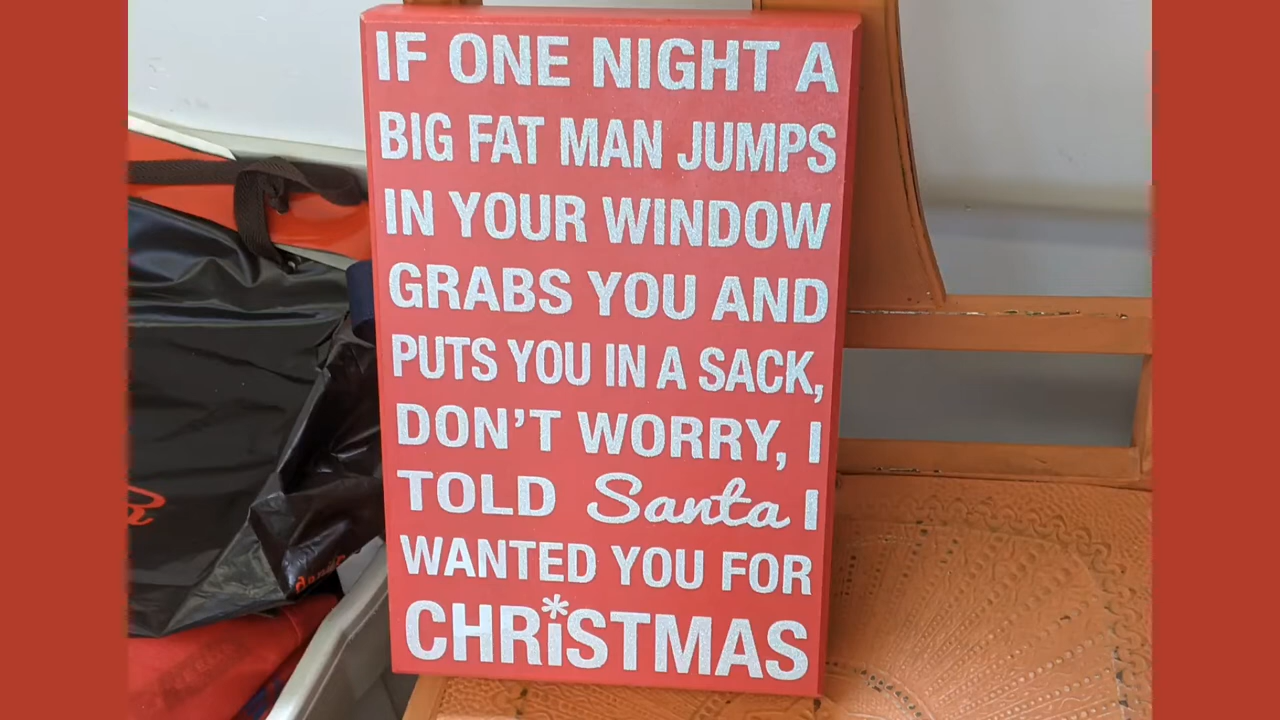 IF ONE NIGHT A
BIG FAT MAN JUMPS
IN YOUR WINDOW
GRABS YOU AND
PUTS YOU IN A SACK,
DON'T WORRY, I
TOLD Santa I
WANTED YOU FOR
CHRiSTMAS